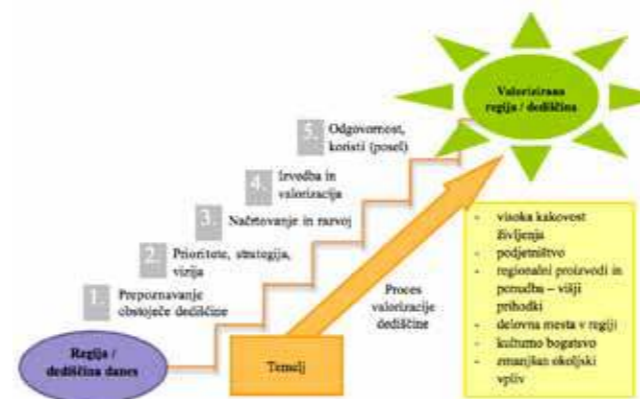 Valorizirana
regija / dediščina
5. Odgovornost,
koristi (posel)
4. Izvedba in
valorizacija
3. Načrtovanje in razvoj
2. Prioritete, strategija,
vizija
1. Prepoznavanje
obstoječe dediščine
Regija /
dediščina danes
Temelj
Proces
valorizacije
dediščine
- visoka kakovost
življenja
- podjetništvo
- regionalni proizvodi in
ponudba – višji
prihodki
- delovna mesta v regiji
- kulturno bogatsvo
- zmanjšan okoljski
vpliv